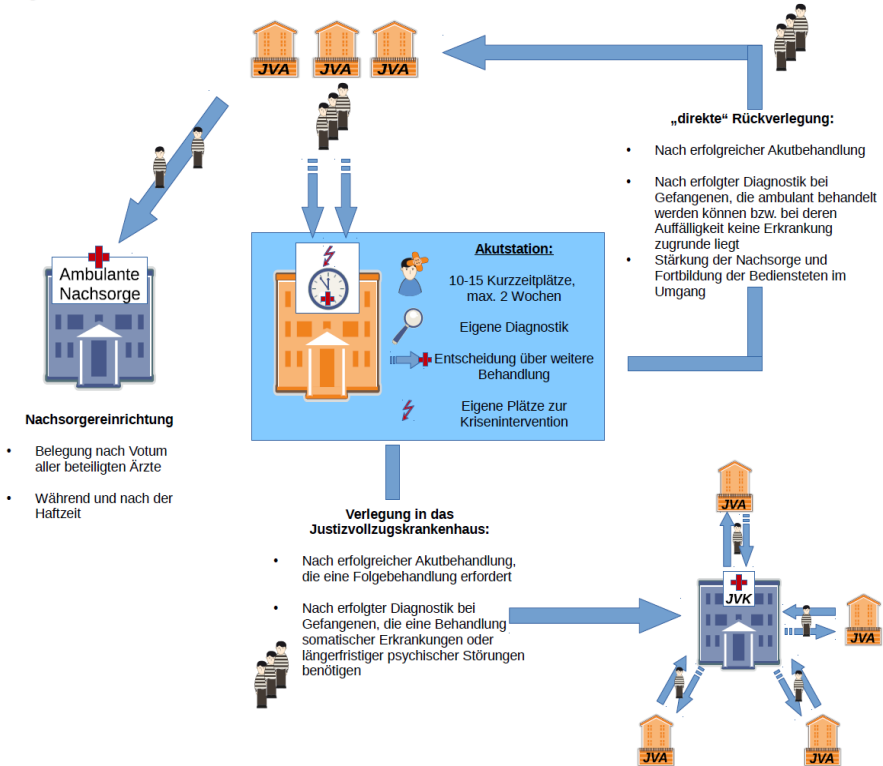 JVA
JVA
JVA
„direkte“ Rückverlegung:
• Nach erfolgreicher Akutbehandlung
• Nach erfolgter Diagnostik bei
Gefangenen, die ambulant behandelt
werden können bzw. bei deren
Auffälligkeit keine Erkrankung
zugrunde liegt
• Stärkung der Nachsorge und
Fortbildung der Bediensteten im
Umgang
Ambulante
Nachsorge
Akutstation:
10-15 Kurzzeitplätze,
max. 2 Wochen
Eigene Diagnostik
Entscheidung über weitere
Behandlung
Eigene Plätze zur
Krisenintervention
Nachsorgereinrichtung
• Belegung nach Votum
aller beteiligten Ärzte
• Während und nach der
Haftzeit
Verlegung in das
Justizvollzugskrankenhaus:
• Nach erfolgreicher Akutbehandlung,
die eine Folgebehandlung erfordert
• Nach erfolgter Diagnostik bei
Gefangenen, die eine Behandlung
somatischer Erkrankungen oder
längerfristiger psychischer Störungen
benötigen
JVA
JVK
JVA
JVA
JVA